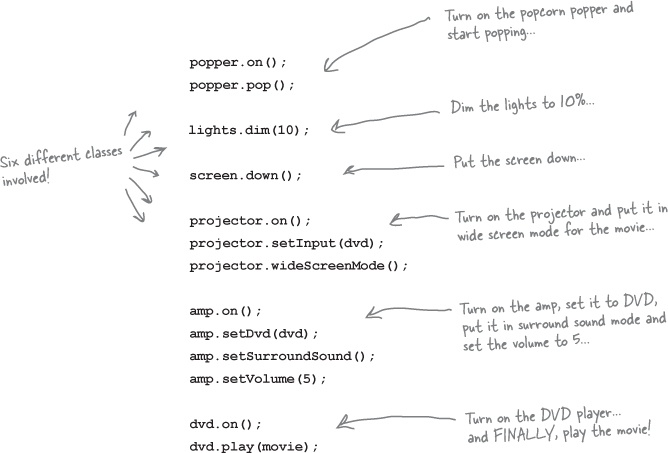 Turn on the popcorn popper and
start popping...
popper.on();
popper.pop();
Dim the lights to 10%...
lights.dim(10);
Six different classes
involved!
Put the screen down...
screen.down();
Turn on the projector and put it in
wide screen mode for the movie...
projector.on();
projector.setInput(dvd);
projector.wideScreenMode();
Turn on the amp, set it to DVD,
put it in surround sound mode and
set the volume to 5...
amp.on();
amp.setDvd(dvd);
amp.setSurroundSound();
amp.setVolume(5);
Turn on the DVD player...
and FINALLY, play the movie!
dvd.on();
dvd.play(movie);